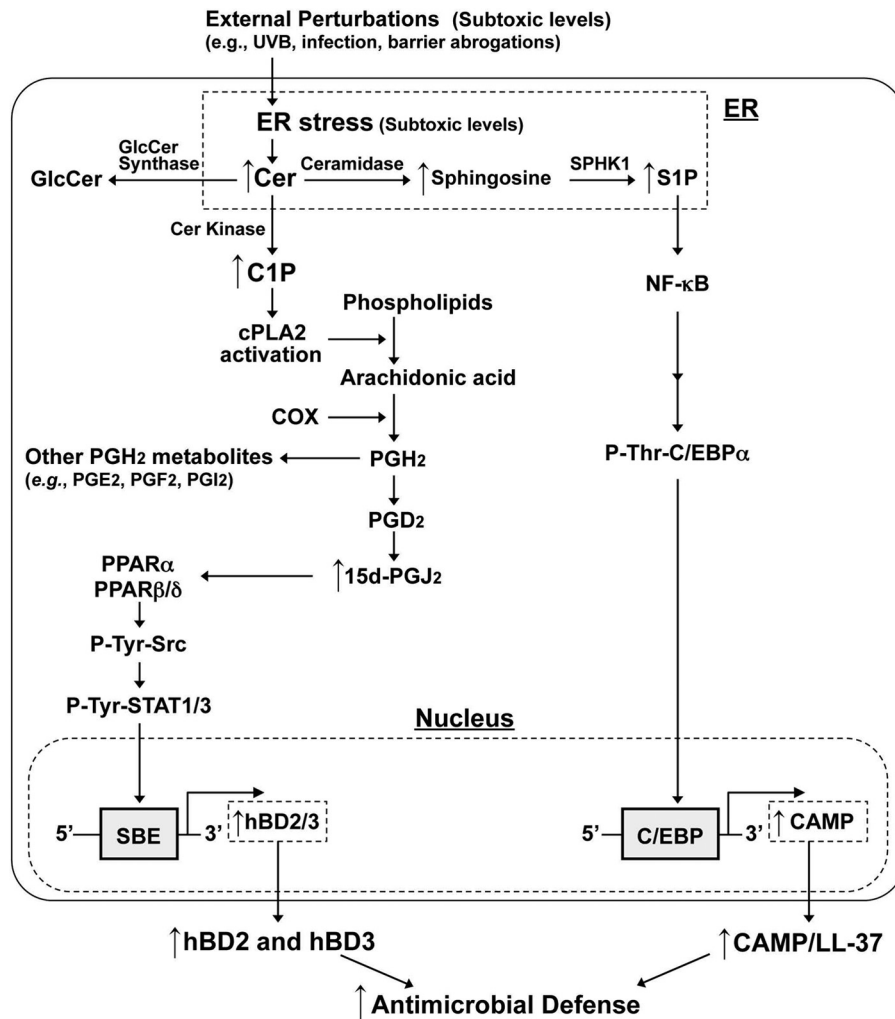 External Perturbations (Subtoxic levels)
(e.g., UVB, infection, barrier abrogations)
ER
ER stress (Subtoxic levels)
GlcCer
Synthase
GlcCer
↑Cer
Ceramidase
↑Sphingosine
SPHK1
↑S1P
Cer Kinase
↑C1P
NF-κB
Phospholipids
cPLA2
activation
Arachidonic acid
COX
Other PGH2 metabolites
(e.g., PGE2, PGF2, PGI2)
PGH2
P-Thr-C/EBPα
PGD2
PPARα
PPARβ/δ
↑15d-PGJ2
P-Tyr-Src
P-Tyr-STAT1/3
Nucleus
5’ SBE 3’ ↑hBD2/3
5’ C/EBP 3’ ↑CAMP
↑hBD2 and hBD3
↑CAMP/LL-37
↑Antimicrobial Defense